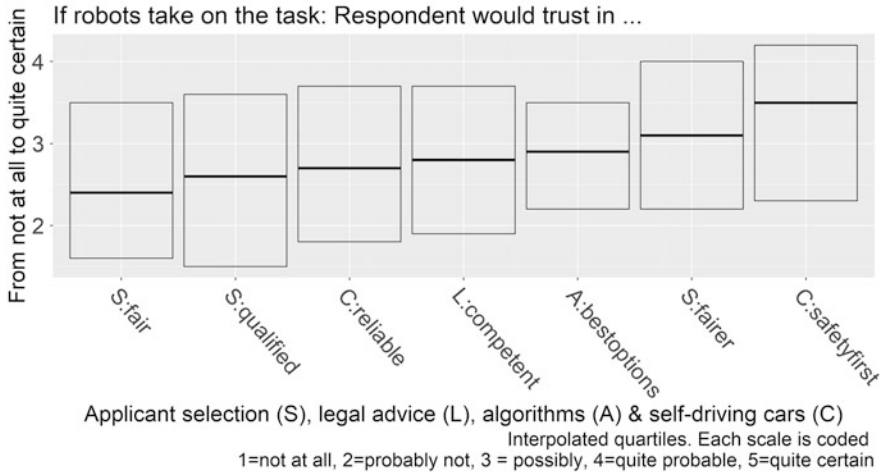 If robots take on the task: Respondent would trust in ...
From not at all to quite certain
4
3
2
S:fair
S:qualified
C:reliable
L:competent
A:bestoptions
S:fairer
C:safetyfirst
Applicant selection (S), legal advice (L), algorithms (A) & self-driving cars (C)
Interpolated quartiles. Each scale is coded
1=not at all, 2=probably not, 3 = possibly, 4=quite probable, 5=quite certain